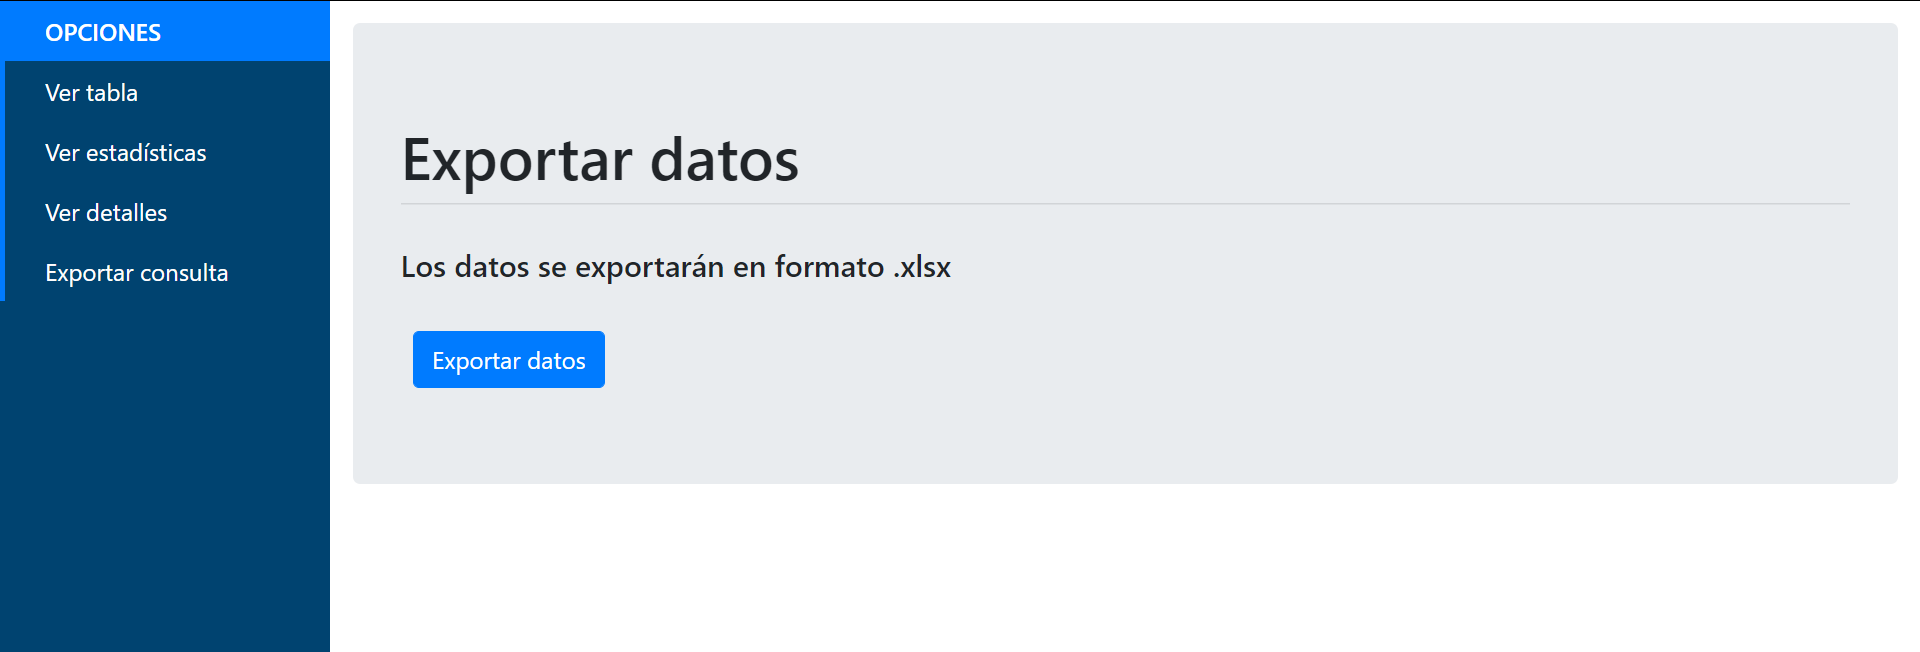 OPCIONES
Ver tabla
Ver estadísticas
Ver detalles
Exportar consulta
Exportar datos
Los datos se exportarán en formato .xlsx
Exportar datos